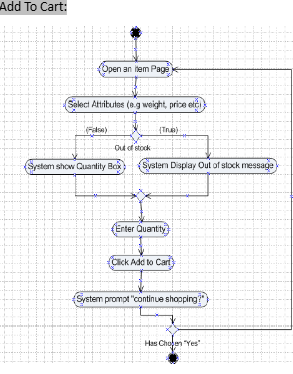 Add To Cart:
Open an item Page
Select Attributes (e.g weight, price etc)
(False) (True)
Out of stock
System show Quantity Box
System Display Out of stock message
Enter Quantity
Click Add to Cart
System prompt "continue shopping?"
Has Chosen "Yes"